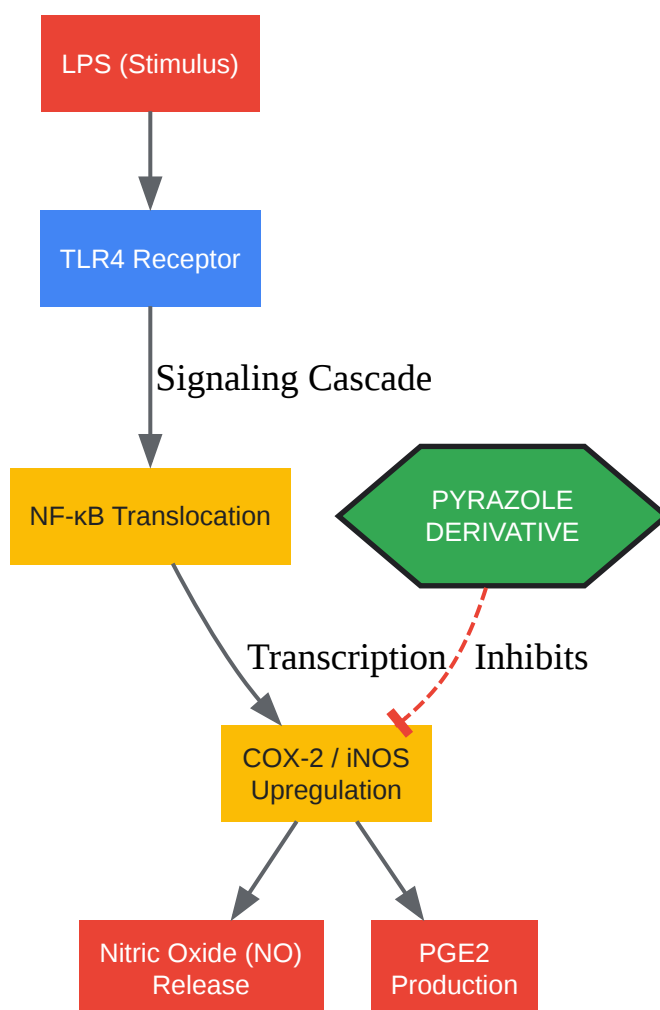 LPS (Stimulus)
TLR4 Receptor
Signaling Cascade
NF-κB Translocation
PYRAZOLE
DERIVATIVE
Transcription
Inhibits
COX-2 / iNOS
Upregulation
Nitric Oxide (NO)
Release
PGE2
Production